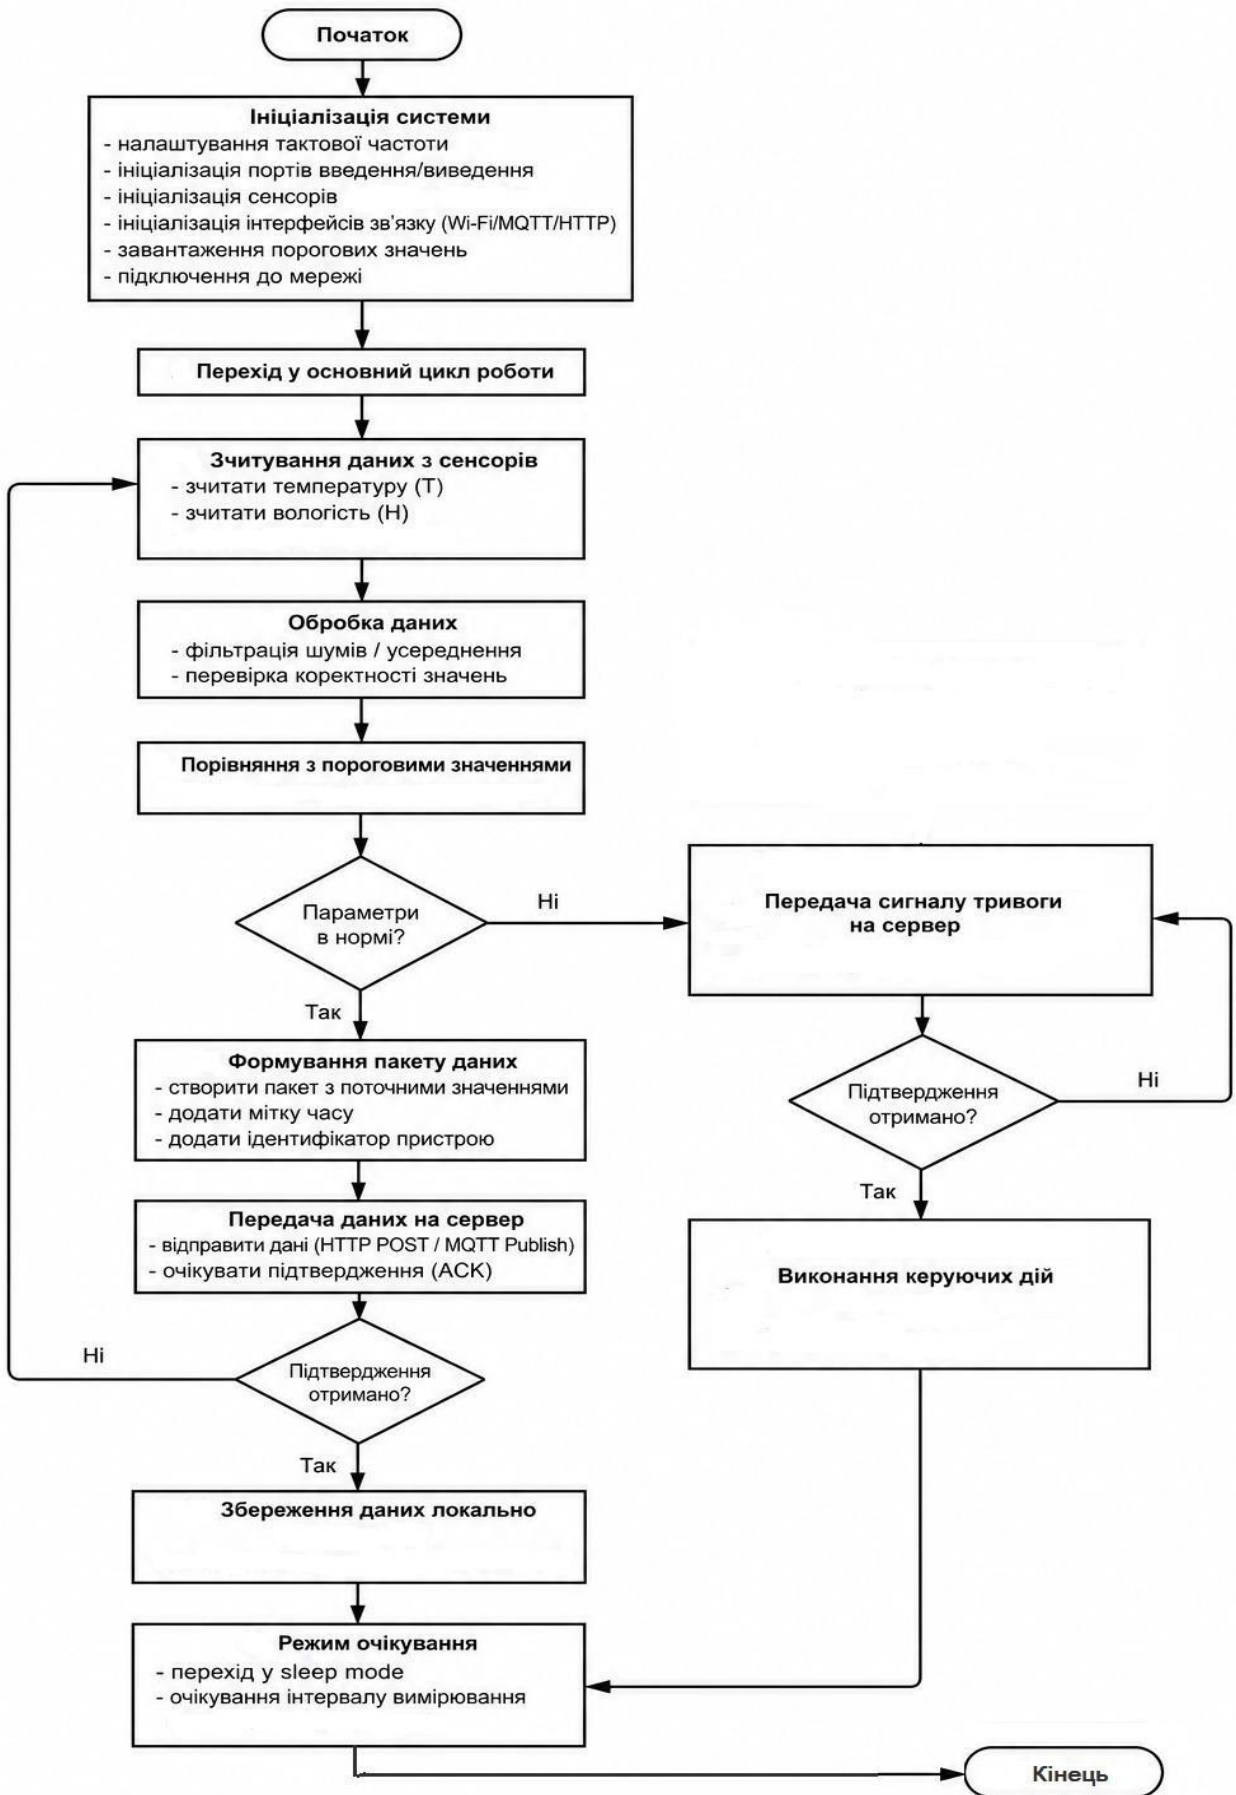 Початок
Ініціалізація системи
- налаштування тактової частоти
- ініціалізація портів введення/виведення
- ініціалізація сенсорів
- ініціалізація інтерфейсів зв'язку (Wi-Fi/MQTT/HTTP)
- завантаження порогових значень
- підключення до мережі
Перехід у основний цикл роботи
Зчитування даних з сенсорів
- зчитати температуру (T)
- зчитати вологість (H)
Обробка даних
- фільтрація шумів / усереднення
- перевірка коректності значень
Порівняння з пороговими значеннями
Параметри
в нормі?
Ні
Так
Передача сигналу тривоги
на сервер
Підтвердження
отримано?
Ні
Так
Виконання керуючих дій
Формування пакету даних
- створити пакет з поточними значеннями
- додати мітку часу
- додати ідентифікатор пристрою
Передача даних на сервер
- відправити дані (HTTP POST / MQTT Publish)
- очікувати підтвердження (ACK)
Підтвердження
отримано?
Ні
Так
Збереження даних локально
Режим очікування
- перехід у sleep mode
- очікування інтервалу вимірювання
Кінець